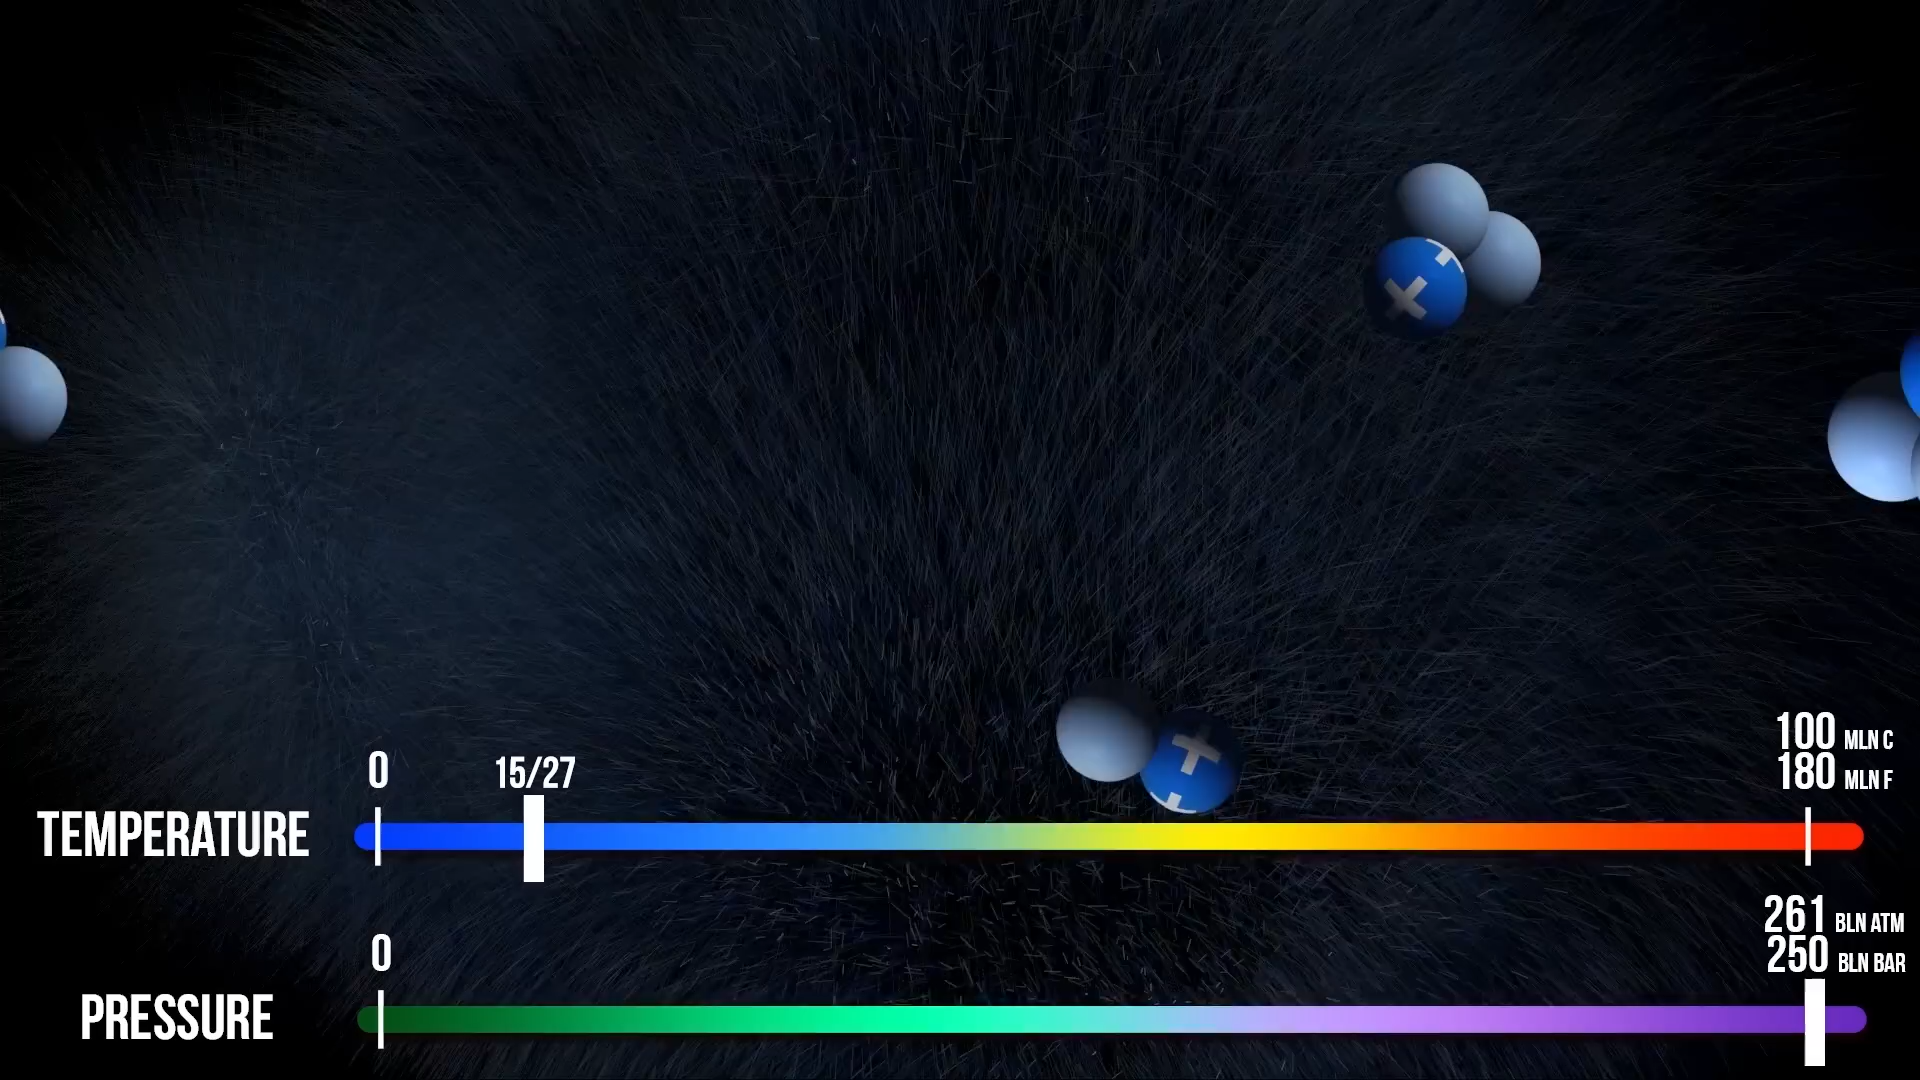 0
15/27
100 MLN C
180 MLN F
TEMPERATURE
261 BLN ATM
250 BLN BAR
0
PRESSURE